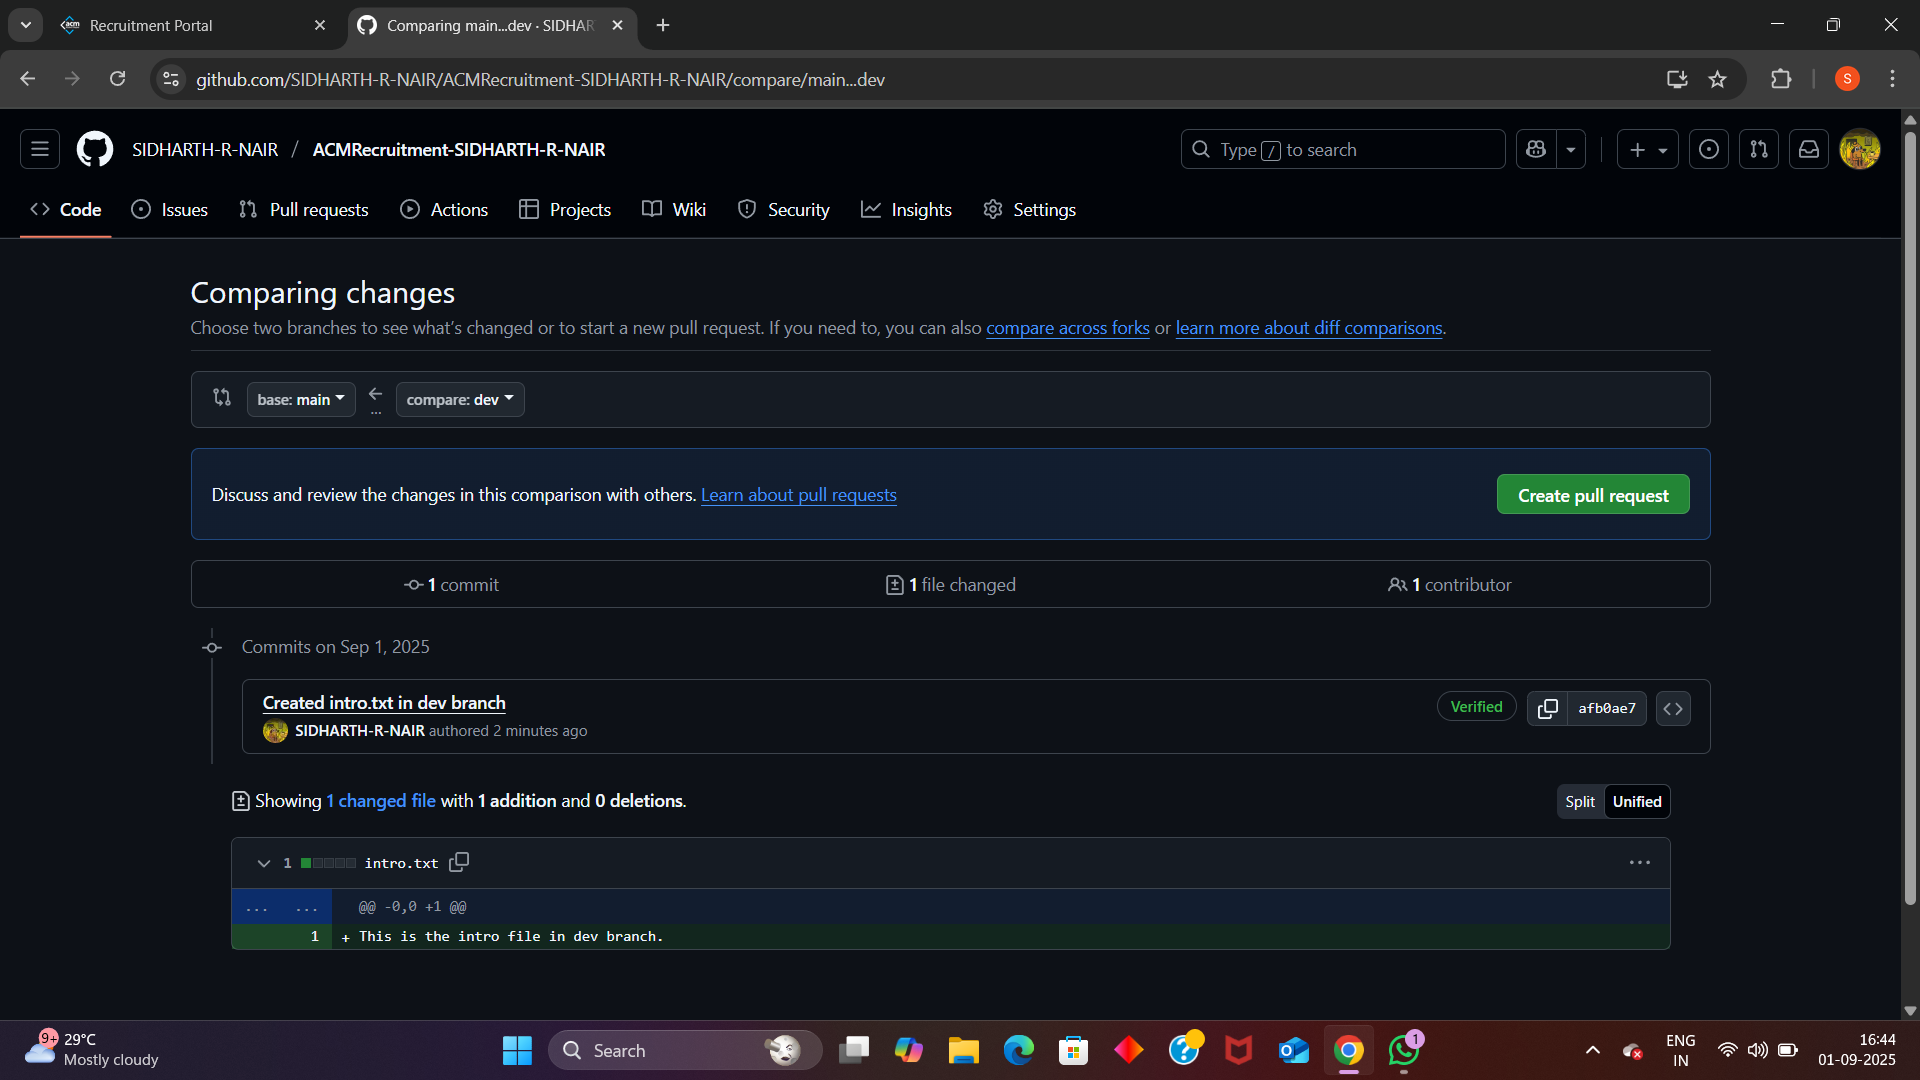 Recruitment Portal
Comparing main...dev · SIDHAR
github.com/SIDHARTH-R-NAIR/ACMRecruitment-SIDHARTH-R-NAIR/compare/main...dev
S
SIDHARTH-R-NAIR / ACMRecruitment-SIDHARTH-R-NAIR
Type / to search
Code
Issues
Pull requests
Actions
Projects
Wiki
Security
Insights
Settings
Comparing changes
Choose two branches to see what's changed or to start a new pull request. If you need to, you can also compare across forks or learn more about diff comparisons.
base: main
...
compare: dev
Discuss and review the changes in this comparison with others. Learn about pull requests
Create pull request
1 commit
1 file changed
1 contributor
Commits on Sep 1, 2025
Created intro.txt in dev branch
SIDHARTH-R-NAIR authored 2 minutes ago
Verified
afb0ae7
Showing 1 changed file with 1 addition and 0 deletions.
Split
Unified
1 intro.txt
... ... @@ -0,0 +1 @@
1 + This is the intro file in dev branch.
9+
29°C
Mostly cloudy
Search
1
ENG
IN
16:44
01-09-2025